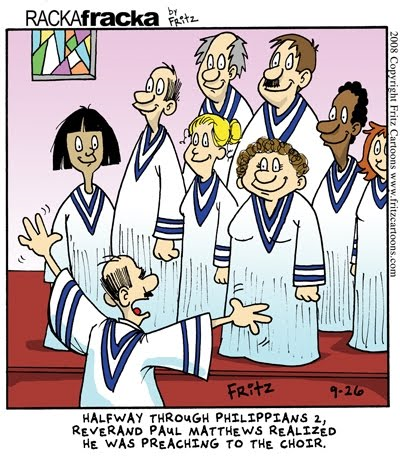 RACKAfracka by Fritz
2008 Copyright Fritz Cartoons www.fritzcartoons.com
Fritz 9-26
HALFWAY THROUGH PHILIPPIANS 2,
REVERAND PAUL MATTHEWS REALIZED
HE WAS PREACHING TO THE CHOIR.